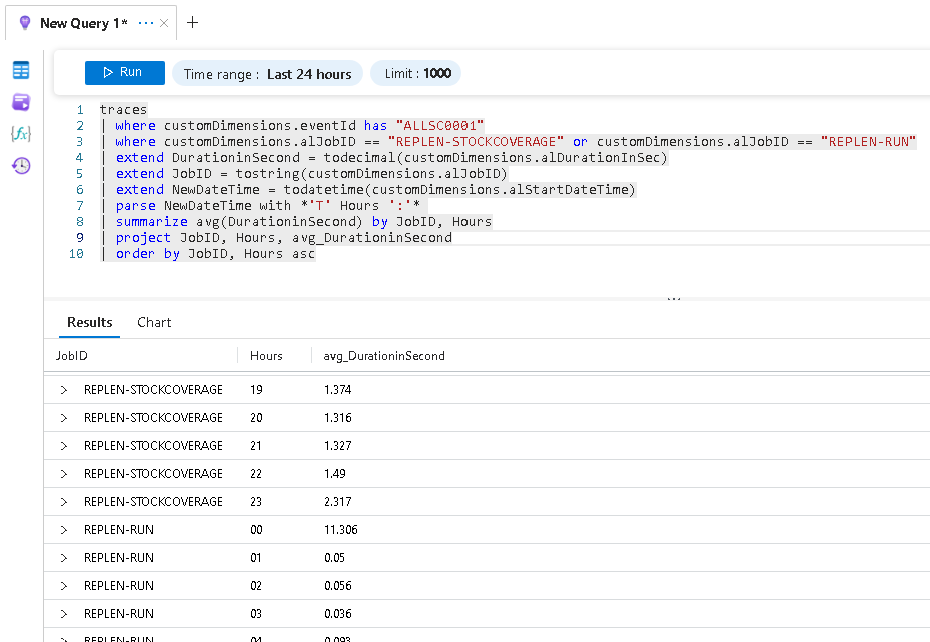 New Query 1* ··· × +
Run
Time range : Last 24 hours
Limit : 1000
1 traces
2 | where customDimensions.eventId has "ALLSC0001"
3 | where customDimensions.alJobID == "REPLEN-STOCKCOVERAGE" or customDimensions.alJobID == "REPLEN-RUN"
4 | extend DurationinSecond = todecimal(customDimensions.alDurationInSec)
5 | extend JobID = tostring(customDimensions.alJobID)
6 | extend NewDateTime = todatetime(customDimensions.alStartDateTime)
7 | parse NewDateTime with *'T' Hours ':'*
8 | summarize avg(DurationinSecond) by JobID, Hours
9 | project JobID, Hours, avg_DurationinSecond
10 | order by JobID, Hours asc
Results Chart
JobID Hours avg_DurationinSecond
> REPLEN-STOCKCOVERAGE 19 1.374
> REPLEN-STOCKCOVERAGE 20 1.316
> REPLEN-STOCKCOVERAGE 21 1.327
> REPLEN-STOCKCOVERAGE 22 1.49
> REPLEN-STOCKCOVERAGE 23 2.317
> REPLEN-RUN 00 11.306
> REPLEN-RUN 01 0.05
> REPLEN-RUN 02 0.056
> REPLEN-RUN 03 0.036
> REPLEN-RUN 04 0.093